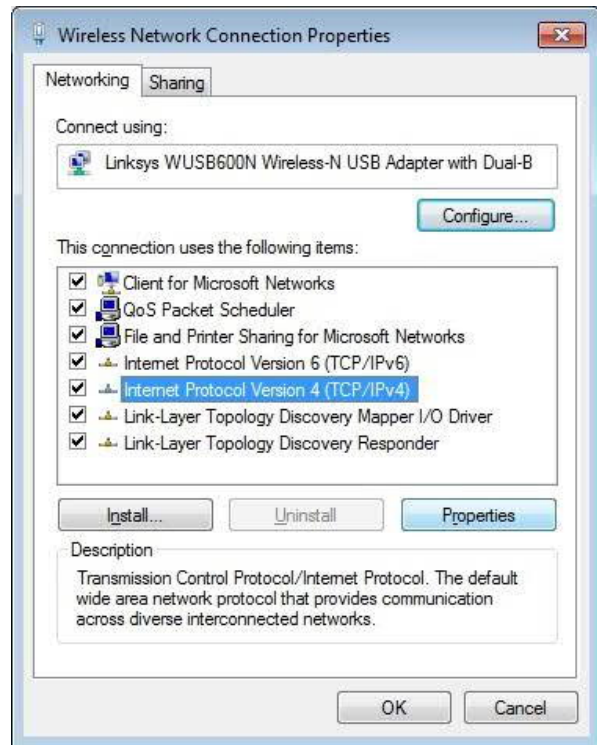 Wireless Network Connection Properties
Networking Sharing
Connect using:
Linksys WUSB600N Wireless-N USB Adapter with Dual-B
Configure...
This connection uses the following items:
Client for Microsoft Networks
QoS Packet Scheduler
File and Printer Sharing for Microsoft Networks
Internet Protocol Version 6 (TCP/IPv6)
Internet Protocol Version 4 (TCP/IPv4)
Link-Layer Topology Discovery Mapper I/O Driver
Link-Layer Topology Discovery Responder
Install... Uninstall Properties
Description
Transmission Control Protocol/Internet Protocol. The default
wide area network protocol that provides communication
across diverse interconnected networks.
OK Cancel